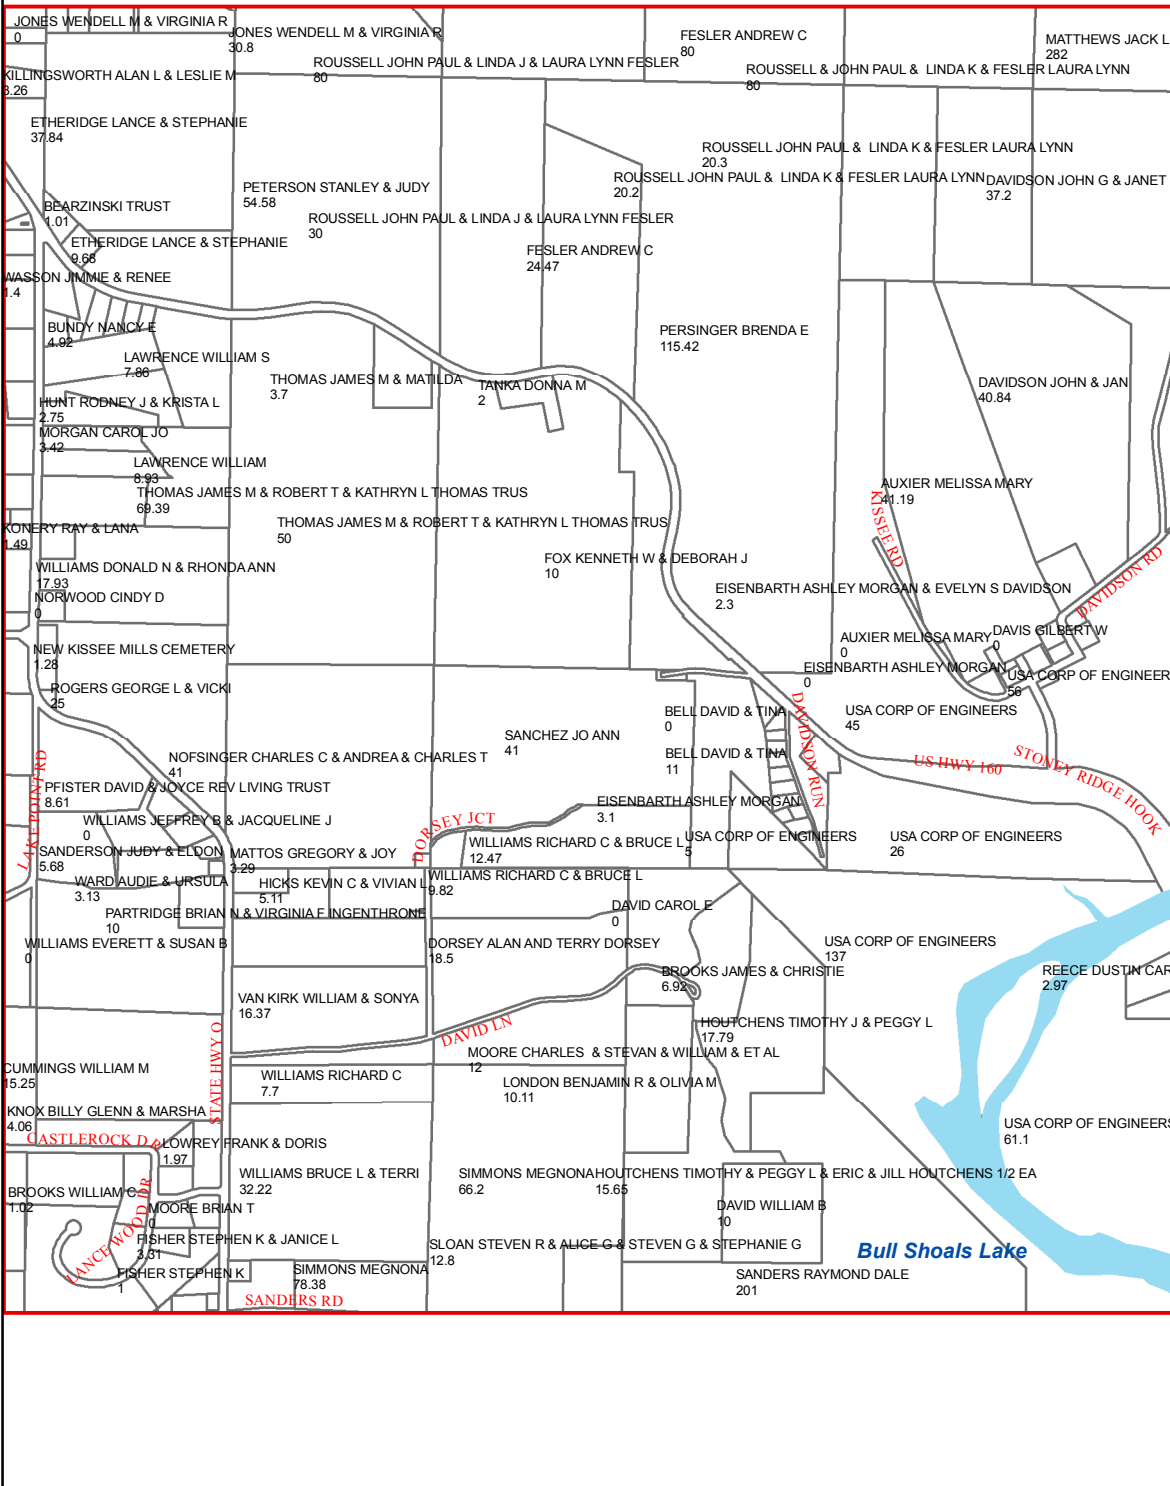 JONES WENDELL M & VIRGINIA R
0
JONES WENDELL M & VIRGINIA R
30.8
FESLER ANDREW C
80
MATTHEWS JACK L
282
ROUSSELL JOHN PAUL & LINDA J & LAURA LYNN FESLER
80
ROUSSELL & JOHN PAUL & LINDA K & FESLER LAURA LYNN
80
KILLINGSWORTH ALAN L & LESLIE M
3.26
ETHERIDGE LANCE & STEPHANIE
37.84
ROUSSELL JOHN PAUL & LINDA K & FESLER LAURA LYNN
20.3
ROUSSELL JOHN PAUL & LINDA K & FESLER LAURA LYNN
20.2
DAVIDSON JOHN G & JANET
37.2
PETERSON STANLEY & JUDY
54.58
BEARZINSKI TRUST
1.01
ROUSSELL JOHN PAUL & LINDA J & LAURA LYNN FESLER
30
ETHERIDGE LANCE & STEPHANIE
9.68
FESLER ANDREW C
24.47
WASSON JIMMIE & RENEE
1.4
BUNDY NANCY E
4.92
PERSINGER BRENDA E
115.42
LAWRENCE WILLIAM S
7.86
THOMAS JAMES M & MATILDA
3.7
TANKA DONNA M
2
DAVIDSON JOHN & JAN
40.84
HUNT RODNEY J & KRISTA L
2.75
MORGAN CAROL JO
3.42
LAWRENCE WILLIAM
8.93
AUXIER MELISSA MARY
41.19
THOMAS JAMES M & ROBERT T & KATHRYN L THOMAS TRUS
69.39
KISSEE RD
KONERY RAY & LANA
1.49
THOMAS JAMES M & ROBERT T & KATHRYN L THOMAS TRUS
50
FOX KENNETH W & DEBORAH J
10
WILLIAMS DONALD N & RHONDA ANN
17.93
DAVIDSON RD
EISENBARTH ASHLEY MORGAN & EVELYN S DAVIDSON
2.3
NORWOOD CINDY D
0
AUXIER MELISSA MARY
0
DAVIS GILBERT W
0
NEW KISSEE MILLS CEMETERY
1.28
EISENBARTH ASHLEY MORGAN
0
USA CORP OF ENGINEER
56
ROGERS GEORGE L & VICKI
25
BELL DAVID & TINA
0
USA CORP OF ENGINEERS
45
DAVIDSON RUN
SANCHEZ JO ANN
41
NOFSINGER CHARLES C & ANDREA & CHARLES T
41
BELL DAVID & TINA
11
US HWY 160
STONEY RIDGE HOOK
LAKE POINT RD
PFISTER DAVID & JOYCE REV LIVING TRUST
8.61
EISENBARTH ASHLEY MORGAN
3.1
WILLIAMS JEFFREY B & JACQUELINE J
0
DORSEY JCT
WILLIAMS RICHARD C & BRUCE L
12.47
USA CORP OF ENGINEERS
5
USA CORP OF ENGINEERS
26
SANDERSON JUDY & ELDON
5.68
MATTOS GREGORY & JOY
3.29
WARD AUDIE & URSULA
3.13
HICKS KEVIN C & VIVIAN L
5.11
WILLIAMS RICHARD C & BRUCE L
9.82
PARTRIDGE BRIAN N & VIRGINIA F INGENTHRONE
10
DAVID CAROL E
0
WILLIAMS EVERETT & SUSAN B
0
DORSEY ALAN AND TERRY DORSEY
18.5
USA CORP OF ENGINEERS
137
BROOKS JAMES & CHRISTIE
6.92
REECE DUSTIN CAR
2.97
VAN KIRK WILLIAM & SONYA
16.37
DAVID LN
HOUTCHENS TIMOTHY J & PEGGY L
17.79
MOORE CHARLES & STEVAN & WILLIAM & ET AL
12
CUMMINGS WILLIAM M
15.25
STATE HWY O
WILLIAMS RICHARD C
7.7
LONDON BENJAMIN R & OLIVIA M
10.11
KNOX BILLY GLENN & MARSHA
4.06
USA CORP OF ENGINEERS
61.1
CASTLEROCK DR
LOWREY FRANK & DORIS
1.97
WILLIAMS BRUCE L & TERRI
32.22
SIMMONS MEGNONA
66.2
HOUTCHENS TIMOTHY & PEGGY L & ERIC & JILL HOUTCHENS 1/2 EA
15.65
BROOKS WILLIAM C
1.02
MOORE BRIAN T
0
DAVID WILLIAM B
10
LANCE WOOD DR
FISHER STEPHEN K & JANICE L
3.31
SLOAN STEVEN R & ALICE G & STEVEN G & STEPHANIE G
12.8
Bull Shoals Lake
FISHER STEPHEN K
1
SIMMONS MEGNONA
78.38
SANDERS RAYMOND DALE
201
SANDERS RD